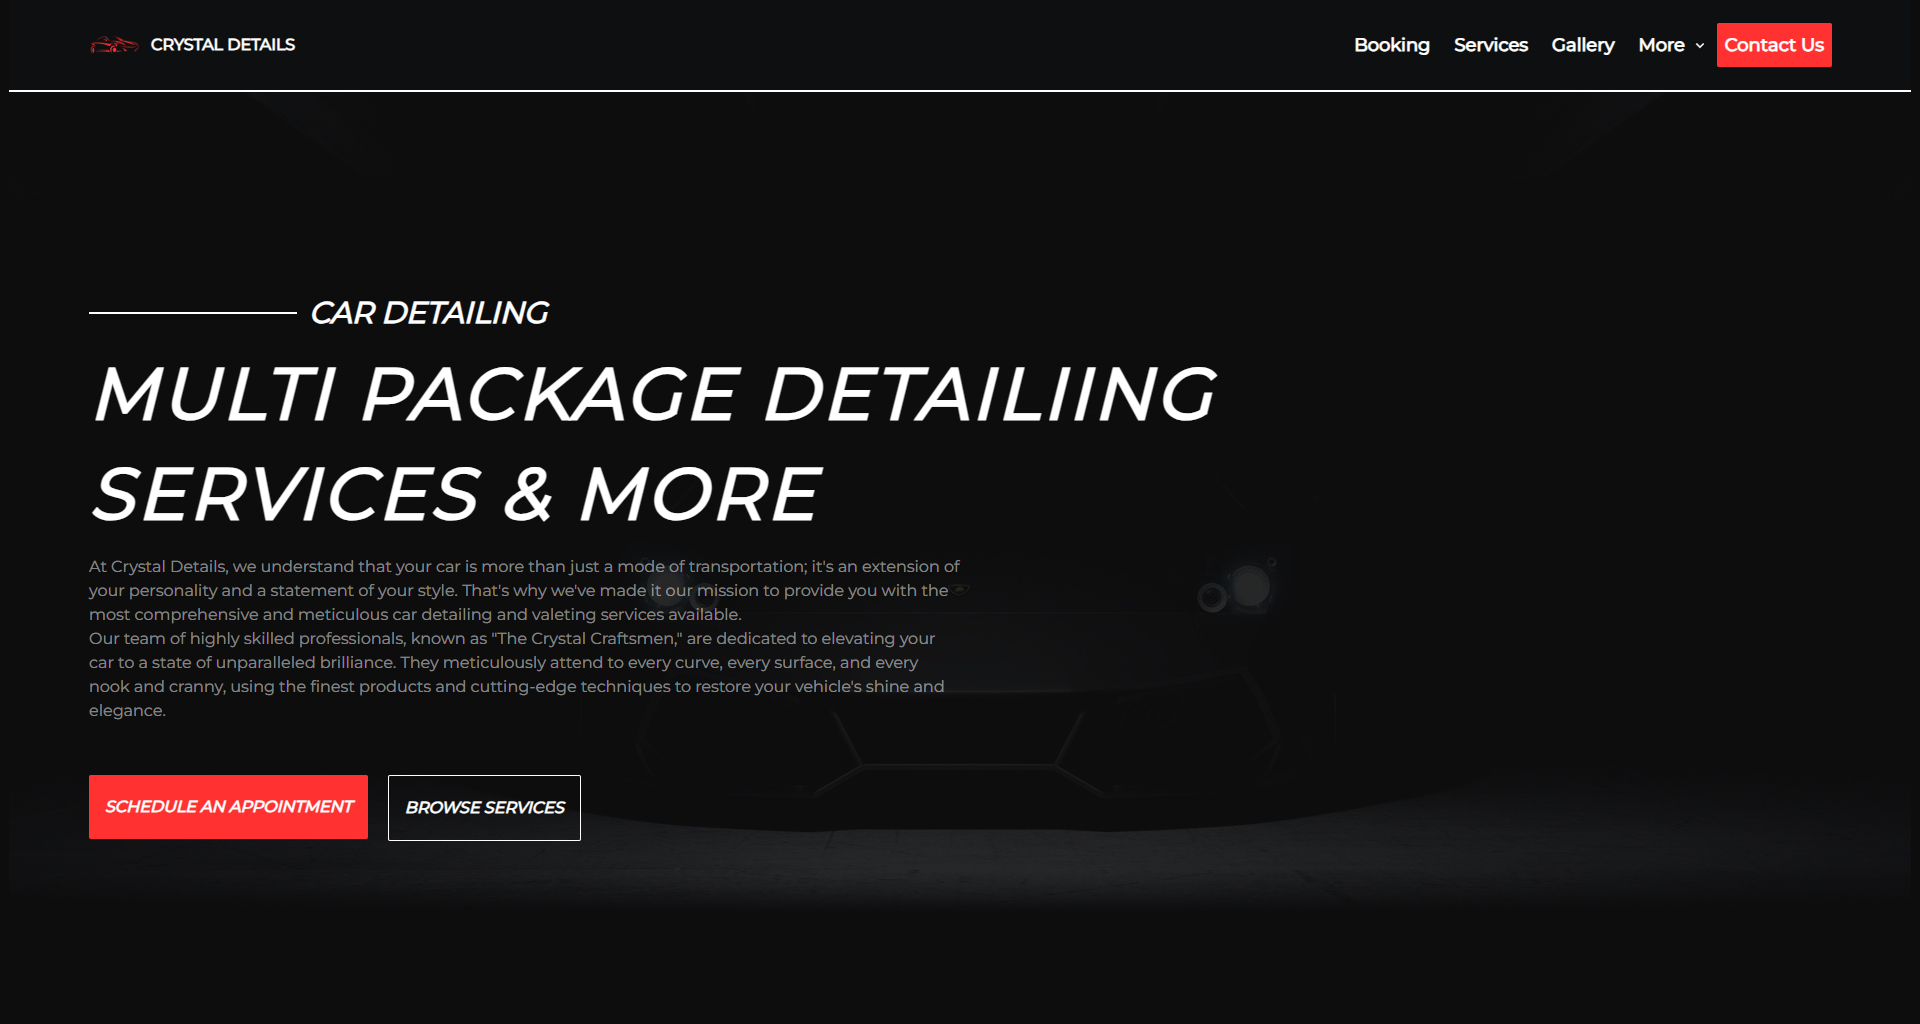 CRYSTAL DETAILS
Booking Services Gallery More Contact Us
CAR DETAILING
MULTI PACKAGE DETAILIING
SERVICES & MORE
At Crystal Details, we understand that your car is more than just a mode of transportation; it's an extension of
your personality and a statement of your style. That's why we've made it our mission to provide you with the
most comprehensive and meticulous car detailing and valeting services available.
Our team of highly skilled professionals, known as "The Crystal Craftsmen," are dedicated to elevating your
car to a state of unparalleled brilliance. They meticulously attend to every curve, every surface, and every
nook and cranny, using the finest products and cutting-edge techniques to restore your vehicle's shine and
elegance.
SCHEDULE AN APPOINTMENT
BROWSE SERVICES